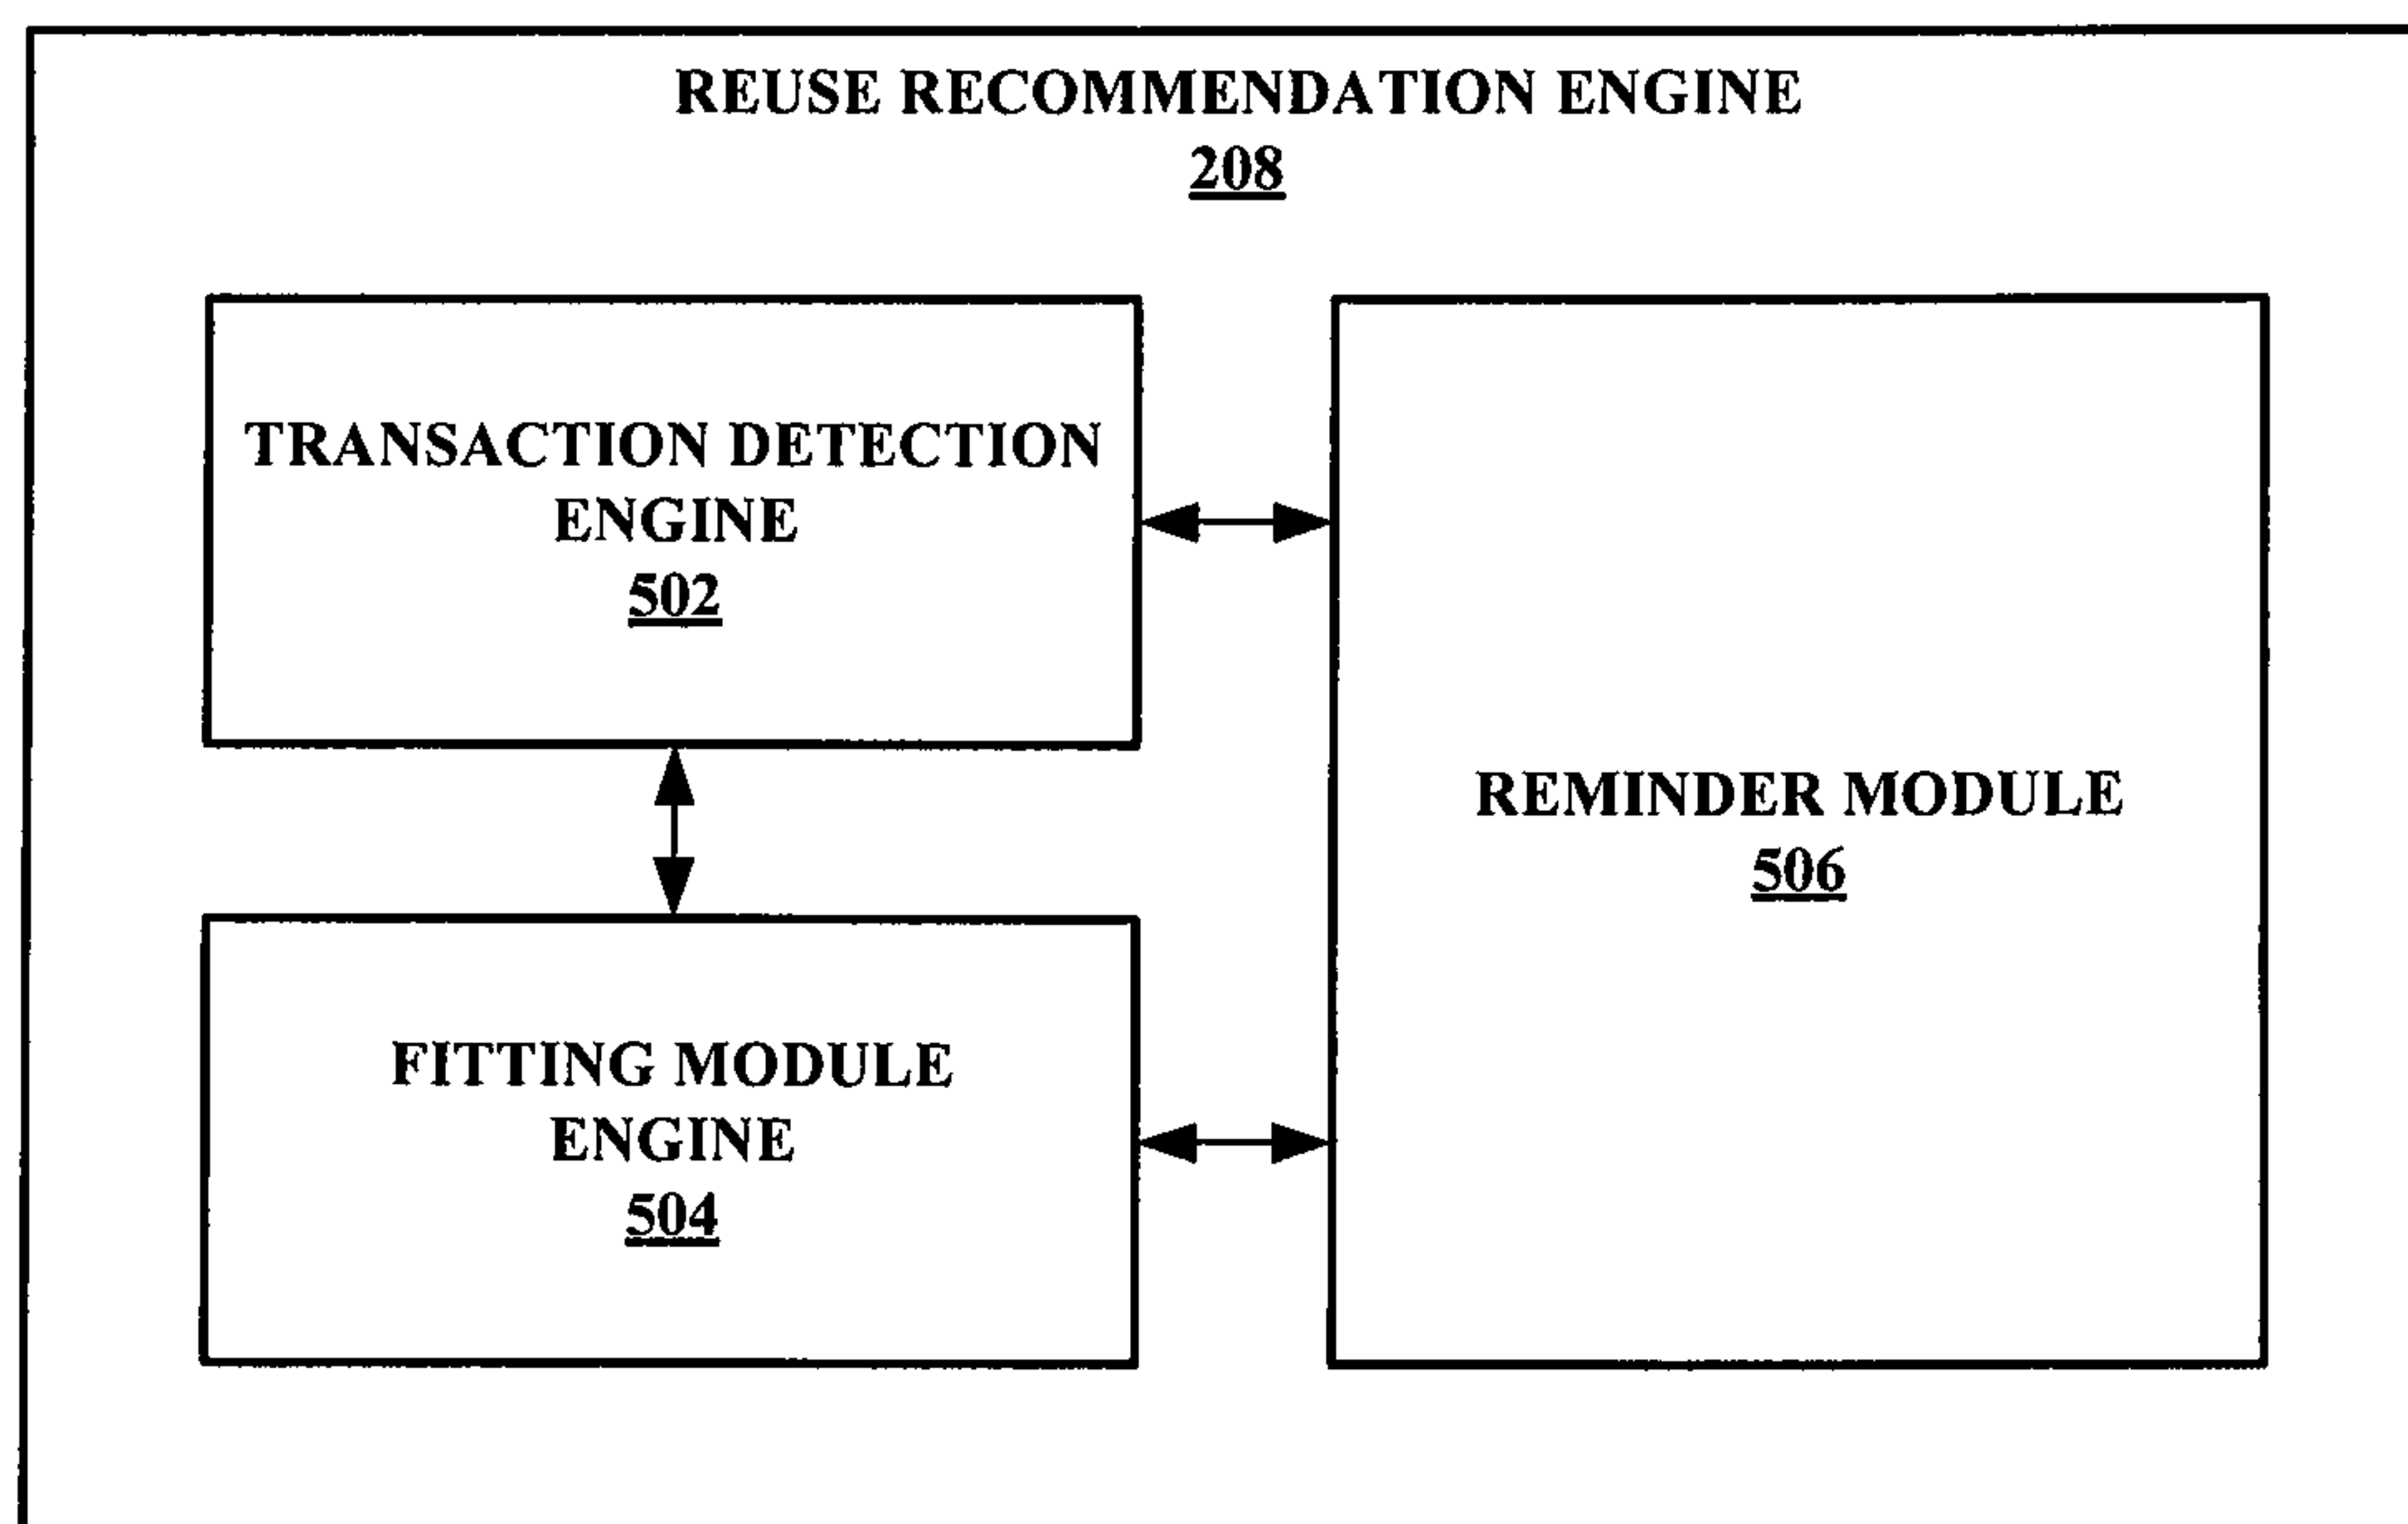 REUSE RECOMMENDATION ENGINE
208
TRANSACTION DETECTION
ENGINE
502
REMINDER MODULE
506
FITTING MODULE
ENGINE
504